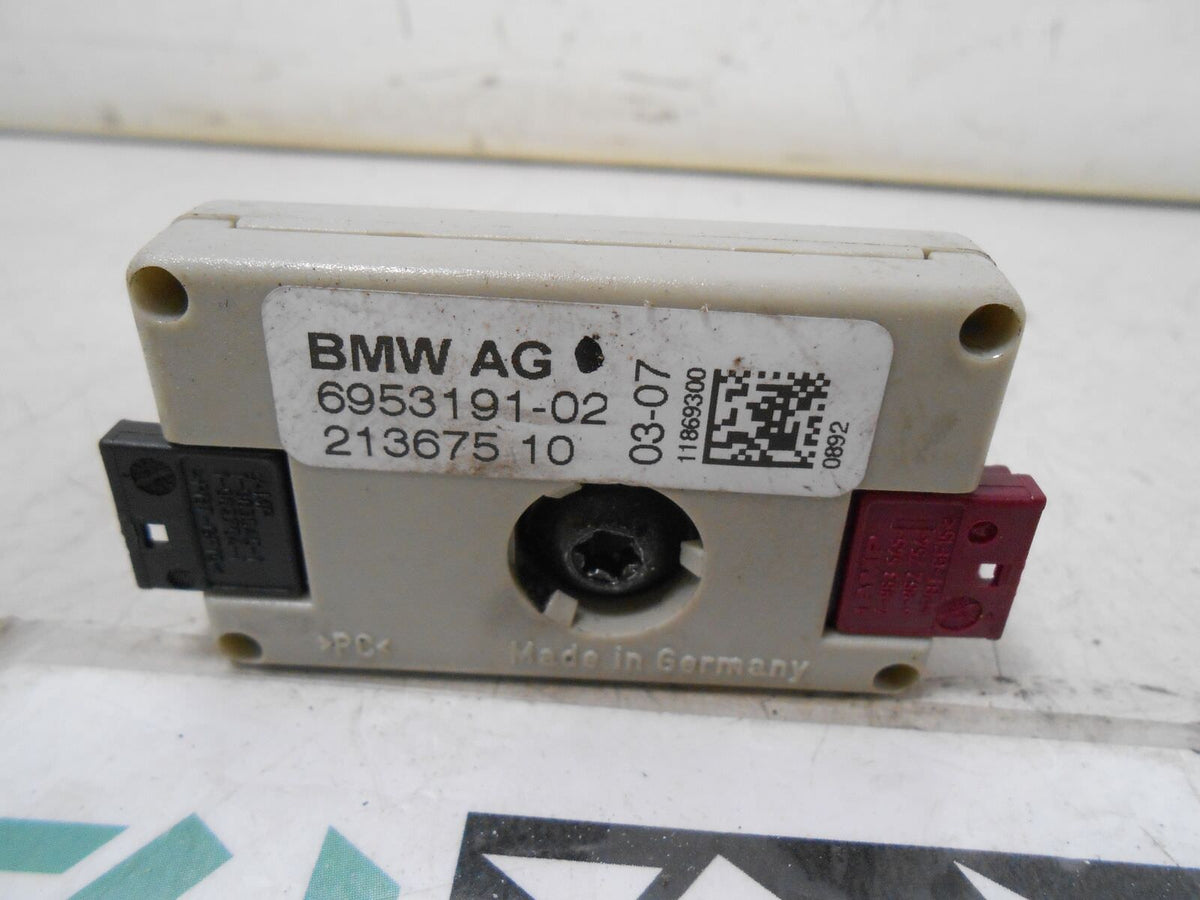 BMW AG
6953191-02
213675 10
03-07
11869300
0892
>PC<
Made in Germany